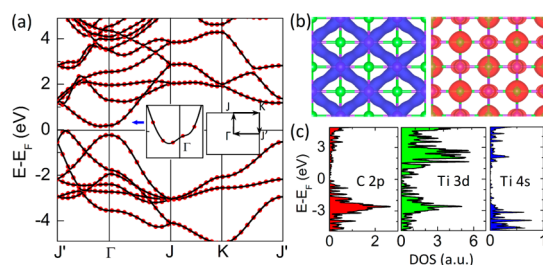 (a)
E-E_F (eV)
4
2
0
-2
-4
J' Γ J K J'
Γ
J K
Γ J'
(b)
(c)
E-E_F (eV)
3
0
-3
C 2p
Ti 3d
Ti 4s
0 2 0 3 6 0 1
DOS (a.u.)